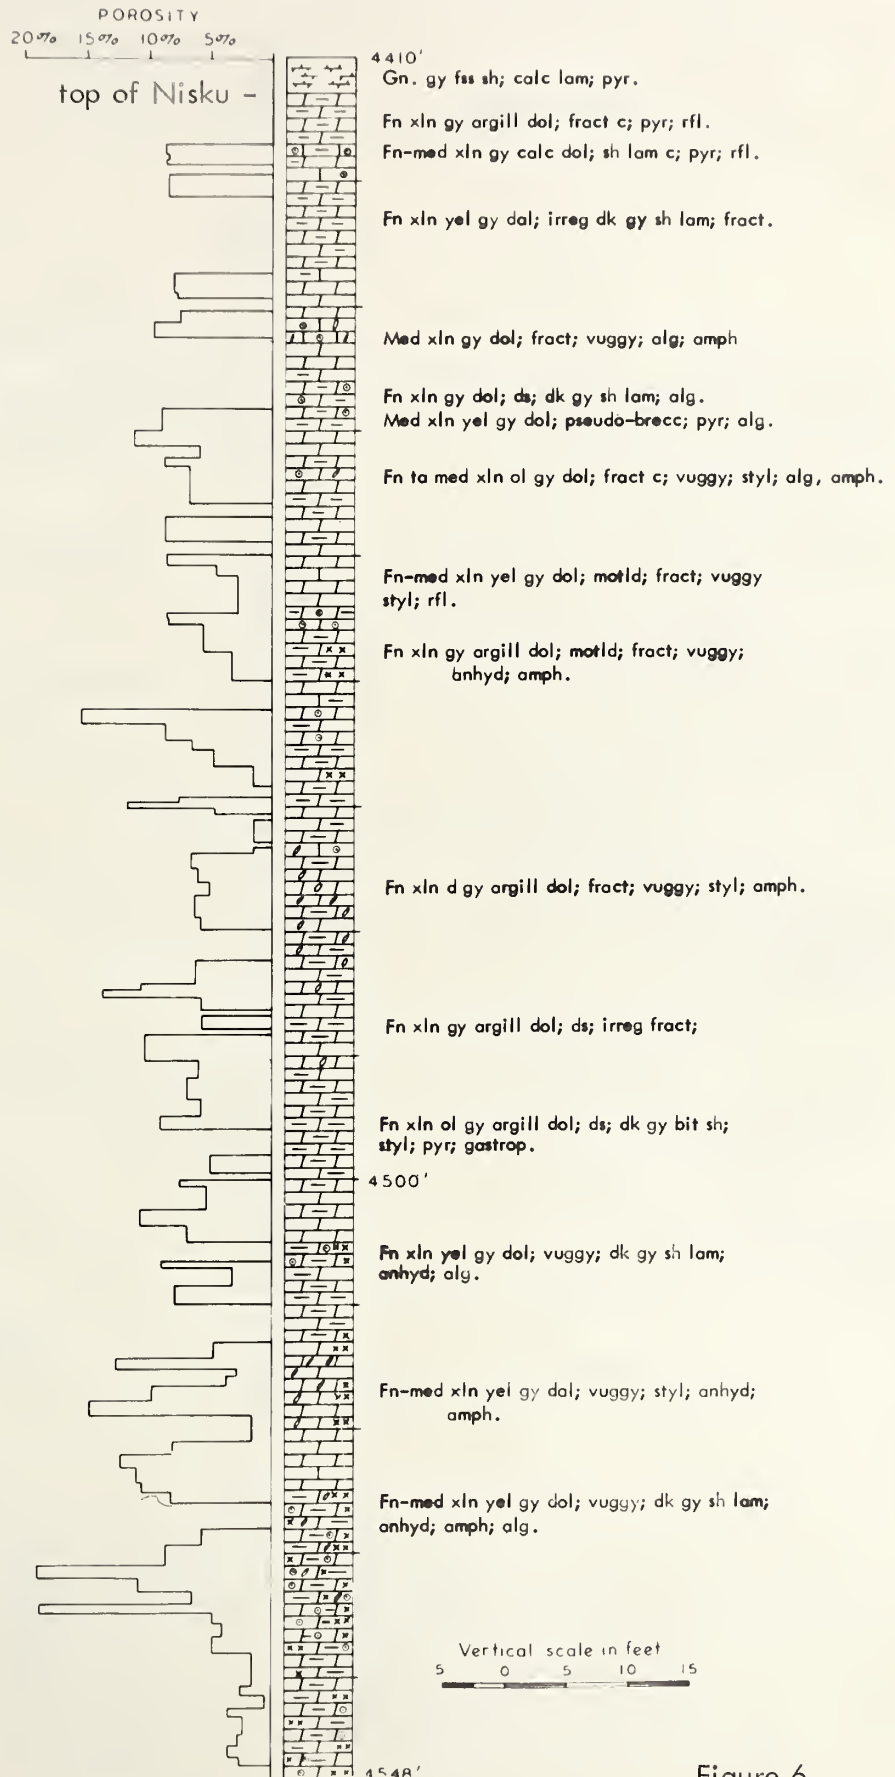 POROSITY
20% 15% 10% 5%
4410'
Gn. gy fss sh; calc lam; pyr.
top of Nisku -
Fn xln gy argill dol; fract c; pyr; rfl.
Fn-med xln gy calc dol; sh lam c; pyr; rfl.
Fn xln yel gy dal; irreg dk gy sh lam; fract.
Med xln gy dol; fract; vuggy; alg; amph
Fn xln gy dol; ds; dk gy sh lam; alg.
Med xln yel gy dol; pseudo-brecc; pyr; alg.
Fn ta med xln ol gy dol; fract c; vuggy; styl; alg, amph.
Fn-med xln yel gy dol; motld; fract; vuggy
styl; rfl.
Fn xln gy argill dol; motld; fract; vuggy;
anhyd; amph.
Fn xln d gy argill dol; fract; vuggy; styl; amph.
Fn xln gy argill dol; ds; irreg fract;
Fn xln ol gy argill dol; ds; dk gy bit sh;
styl; pyr; gastrop.
4500'
Fn xln yel gy dol; vuggy; dk gy sh lam;
anhyd; alg.
Fn-med xln yel gy dal; vuggy; styl; anhyd;
amph.
Fn-med xln yel gy dol; vuggy; dk gy sh lam;
anhyd; amph; alg.
Vertical scale in feet
5 0 5 10 15
4548'
Figure 6